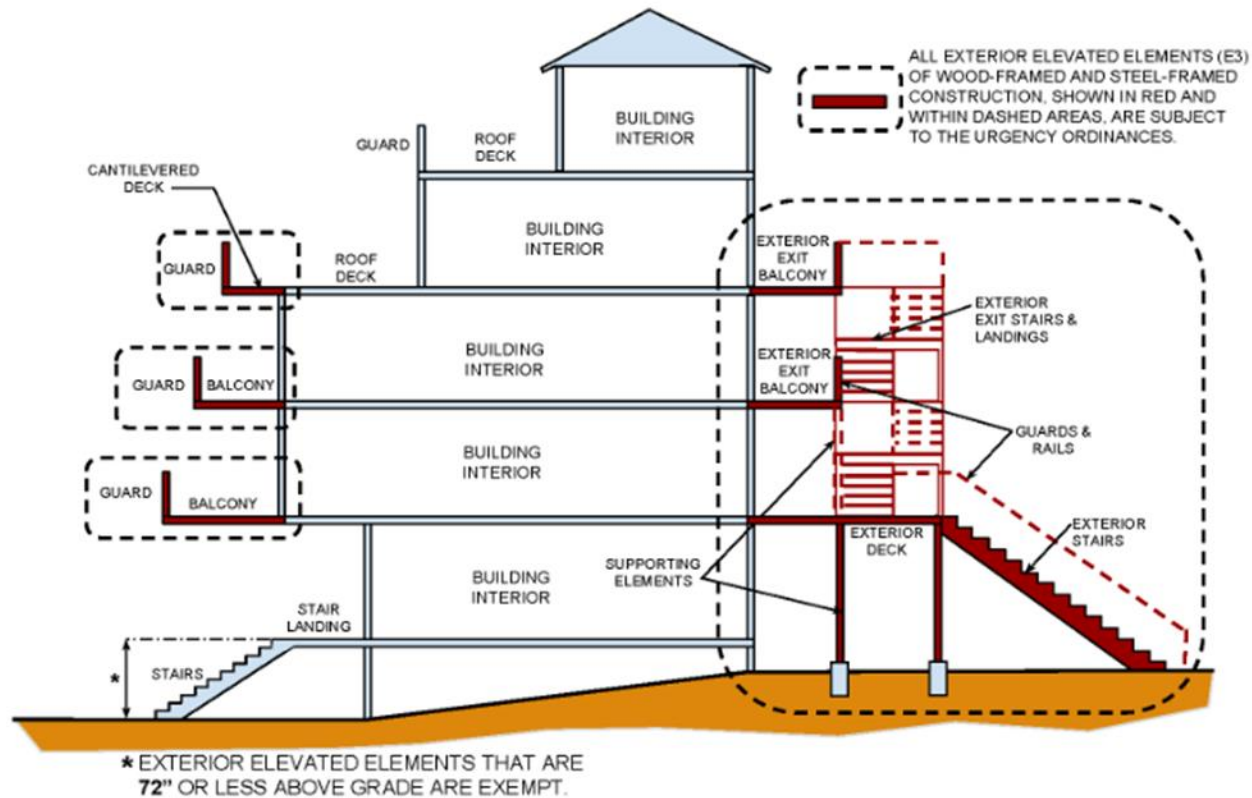 ALL EXTERIOR ELEVATED ELEMENTS (E3)
OF WOOD-FRAMED AND STEEL-FRAMED
CONSTRUCTION, SHOWN IN RED AND
WITHIN DASHED AREAS, ARE SUBJECT
TO THE URGENCY ORDINANCES.
BUILDING
INTERIOR
GUARD
ROOF
DECK
CANTILEVERED
DECK
BUILDING
INTERIOR
EXTERIOR
EXIT
BALCONY
GUARD
ROOF
DECK
EXTERIOR
EXIT STAIRS &
LANDINGS
BUILDING
INTERIOR
EXTERIOR
EXIT
BALCONY
GUARD
BALCONY
GUARDS &
RAILS
BUILDING
INTERIOR
GUARD
BALCONY
EXTERIOR
DECK
EXTERIOR
STAIRS
SUPPORTING
ELEMENTS
BUILDING
INTERIOR
STAIR
LANDING
STAIRS
*
* EXTERIOR ELEVATED ELEMENTS THAT ARE
72" OR LESS ABOVE GRADE ARE EXEMPT.